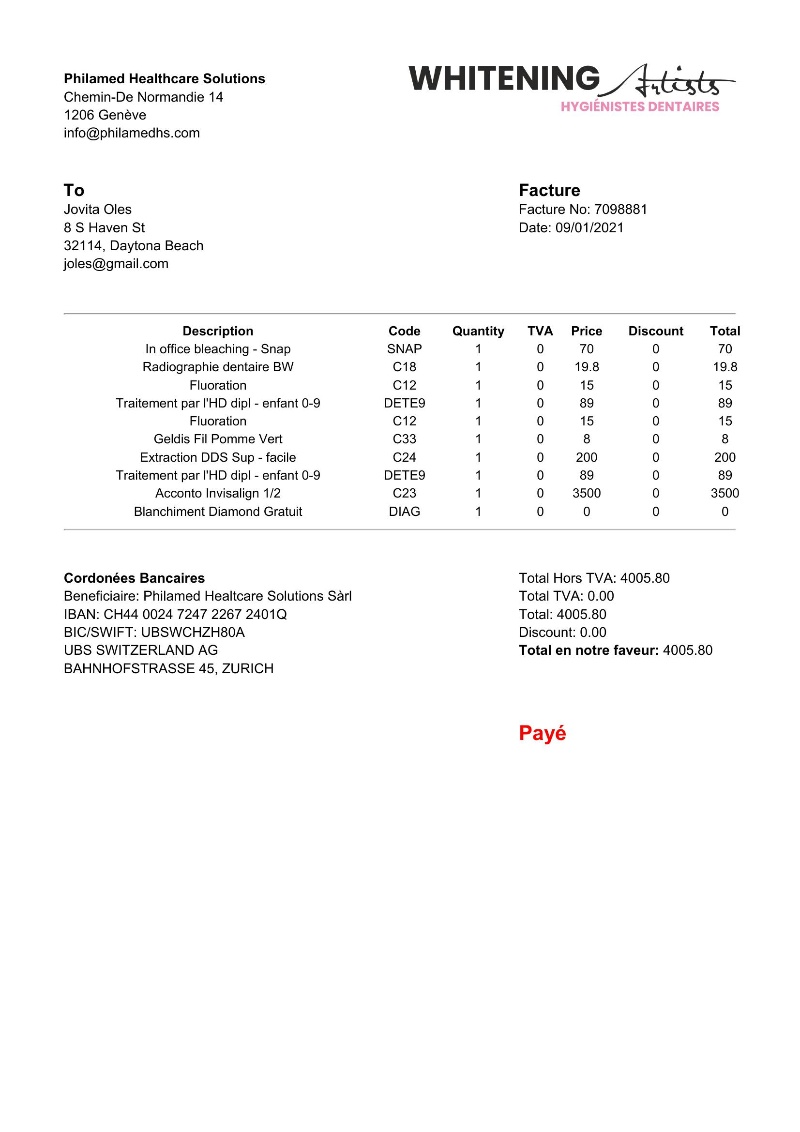 Philamed Healthcare Solutions
Chemin-De Normandie 14
1206 Genève
info@philamedhs.com
WHITENING Artists
HYGIÉNISTES DENTAIRES
To
Jovita Oles
8 S Haven St
32114, Daytona Beach
joles@gmail.com
Facture
Facture No: 7098881
Date: 09/01/2021
Description Code Quantity TVA Price Discount Total
In office bleaching - Snap SNAP 1 0 70 0 70
Radiographie dentaire BW C18 1 0 19.8 0 19.8
Fluoration C12 1 0 15 0 15
Traitement par l'HD dipl - enfant 0-9 DETE9 1 0 89 0 89
Fluoration C12 1 0 15 0 15
Geldis Fil Pomme Vert C33 1 0 8 0 8
Extraction DDS Sup - facile C24 1 0 200 0 200
Traitement par l'HD dipl - enfant 0-9 DETE9 1 0 89 0 89
Acconto Invisalign 1/2 C23 1 0 3500 0 3500
Blanchiment Diamond Gratuit DIAG 1 0 0 0 0
Cordonées Bancaires
Beneficiaire: Philamed Healtcare Solutions Sàrl
IBAN: CH44 0024 7247 2267 2401Q
BIC/SWIFT: UBSWCHZH80A
UBS SWITZERLAND AG
BAHNHOFSTRASSE 45, ZURICH
Total Hors TVA: 4005.80
Total TVA: 0.00
Total: 4005.80
Discount: 0.00
Total en notre faveur: 4005.80
Payé